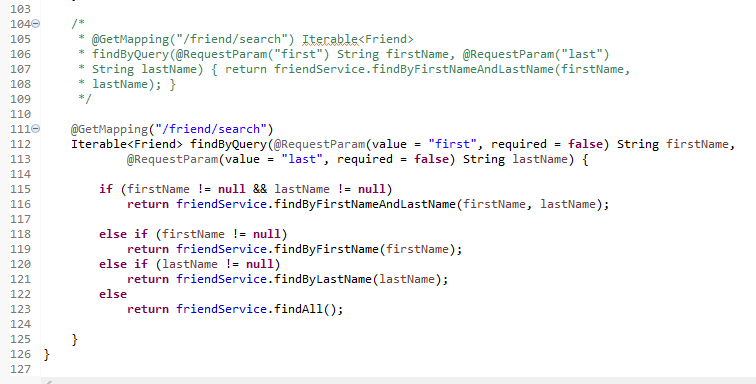 103
104 /*
105 * @GetMapping("/friend/search") Iterable<Friend>
106 * findByQuery(@RequestParam("first") String firstName, @RequestParam("last")
107 * String lastName) { return friendService.findByFirstNameAndLastName(firstName,
108 * lastName); }
109 */
110
111 @GetMapping("/friend/search")
112 Iterable<Friend> findByQuery(@RequestParam(value = "first", required = false) String firstName,
113 @RequestParam(value = "last", required = false) String lastName) {
114
115 if (firstName != null && lastName != null)
116 return friendService.findByFirstNameAndLastName(firstName, lastName);
117
118 else if (firstName != null)
119 return friendService.findByFirstName(firstName);
120 else if (lastName != null)
121 return friendService.findByLastName(lastName);
122 else
123 return friendService.findAll();
124
125 }
126 }
127